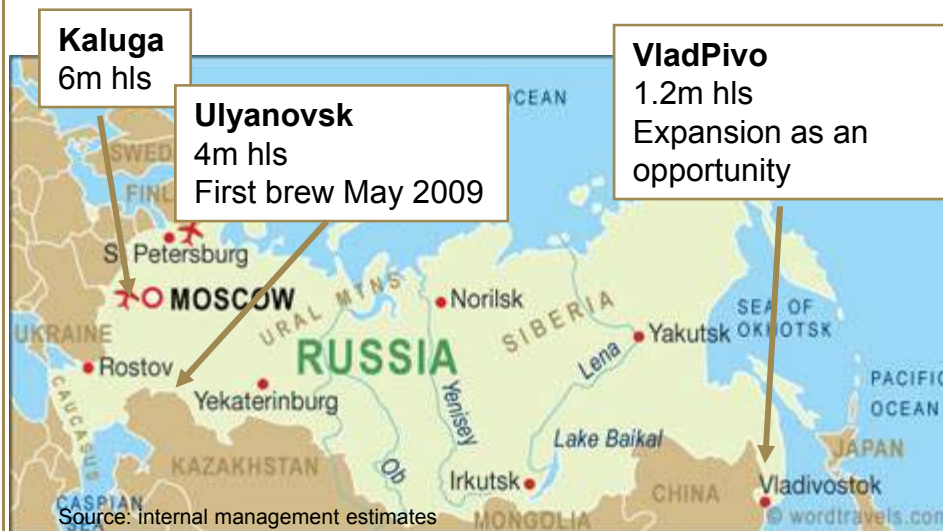 Kaluga
6m hls
Ulyanovsk
4m hls
First brew May 2009
VladPivo
1.2m hls
Expansion as an
opportunity
CEAN
SWED
FINL
S. Petersburg
MOSCOW
URAL MTNS
Norilsk
SIBERIA
SEA OF
OKHOTSK
Yakutsk
UKRAINE
RUSSIA
Lena
Rostov
Yekaterinburg
Yenisey
PACIFIC
OCEAN
CAUCASUS
Ob
Lake Baikal
JAPAN
KAZAKHSTAN
Irkutsk
CHINA
Vladivostok
CASPIAN
SEA
MONGOLIA
Source: internal management estimates
© wordtravels.com